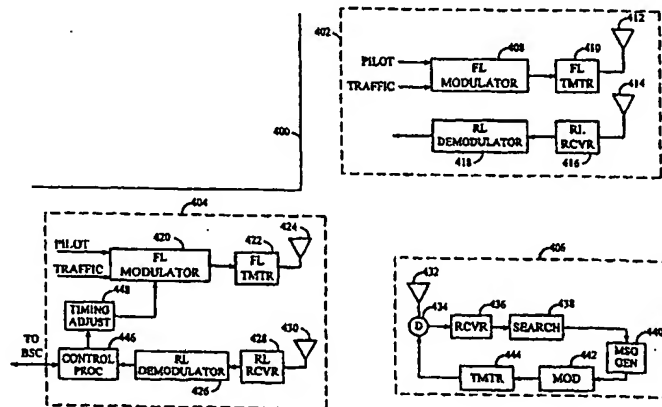 402
412
408
410
PILOT
TRAFFIC
FL
MODULATOR
FL
TMTR
414
400
RL
DEMODULATOR
RL
RCVR
418
416
404
420
422
424
PILOT
TRAFFIC
FL
MODULATOR
FL
TMTR
448
TIMING
ADJUST
TO
BSC
446
428
430
CONTROL
PROC
RL
DEMODULATOR
RL
RCVR
426
406
432
434
436
438
440
D
RCVR
SEARCH
MSG
GEN
444
442
TMTR
MOD